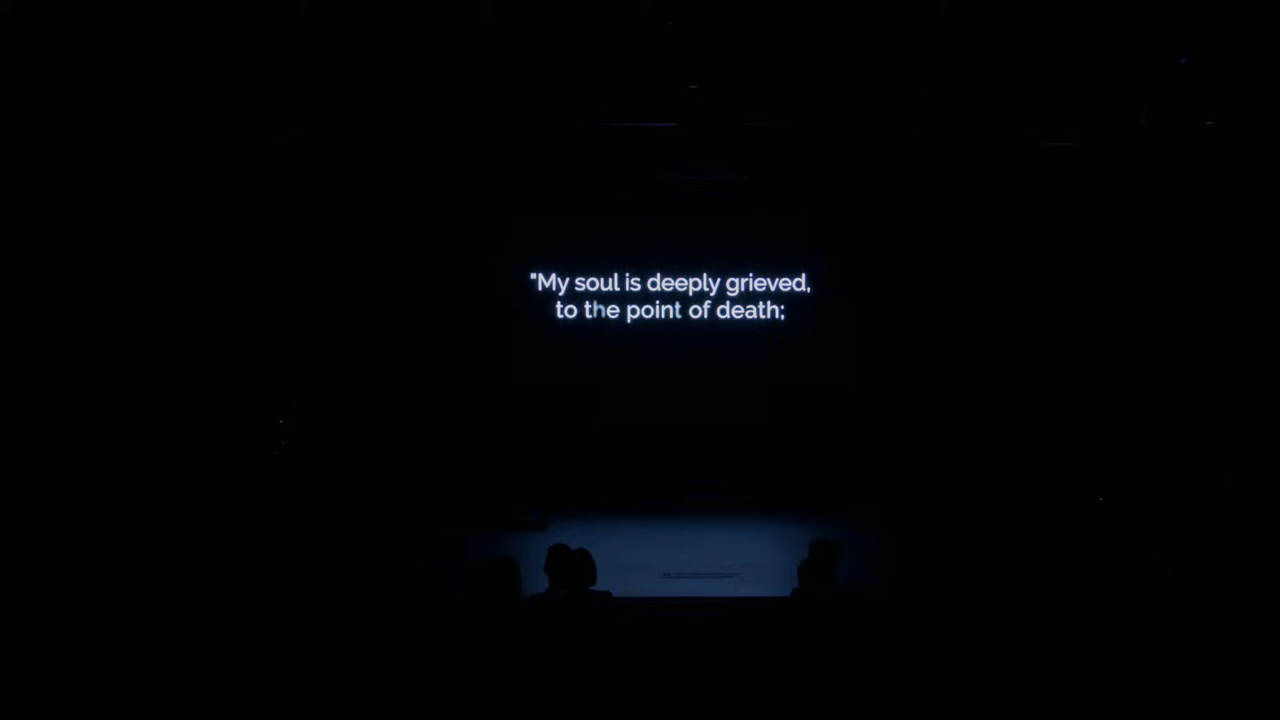 "My soul is deeply grieved,
to the point of death;